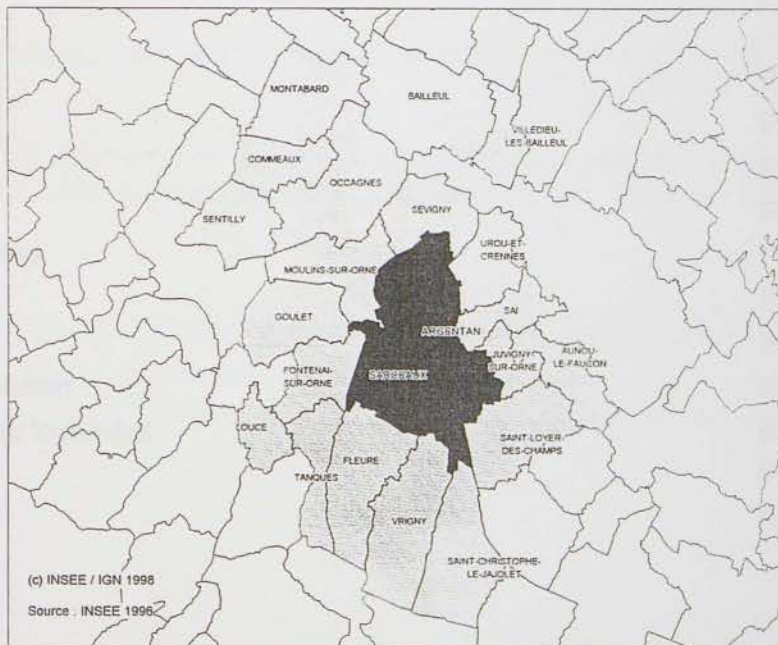 MONTABARD
BAILLEUL
VILLEDIEU-
LES-BAILLEUL
COMMEAUX
OCCAGNES
SENTILLY
SEVIGNY
UROU-ET-
CRENNES
MOULINS-SUR-ORNE
GOULET
SAI
ARGENTAN
JUVIGNY
SUR-ORNE
AUNOU-
LE-FAUCON
FONTENAI-
SUR-ORNE
SARCEAUX
LOUCE
SAINT-LOYER-
DES-CHAMPS
FLEURE
TANQUES
VRIGNY
SAINT-CHRISTOPHE-
LE-JAJOLET
(c) INSEE / IGN 1998
Source : INSEE 1996